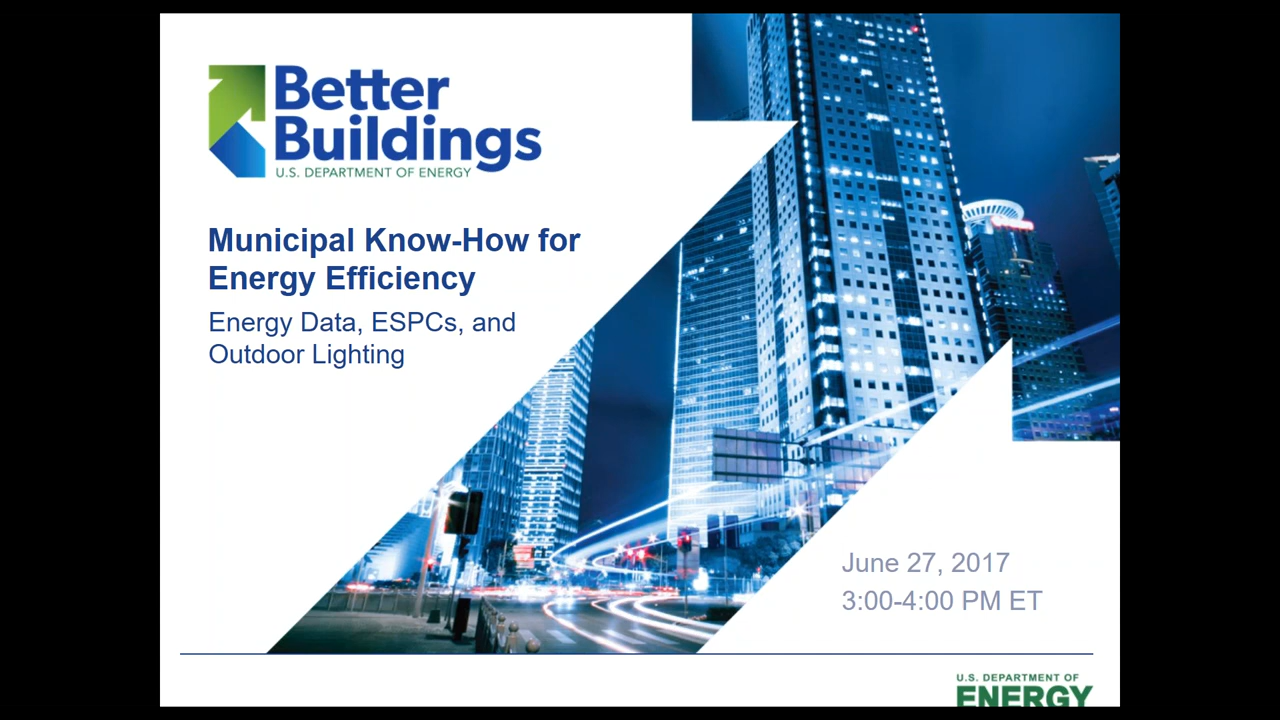 Better
Buildings
U.S. DEPARTMENT OF ENERGY
Municipal Know-How for
Energy Efficiency
Energy Data, ESPCs, and
Outdoor Lighting
June 27, 2017
3:00-4:00 PM ET
U.S. DEPARTMENT OF
ENERGY